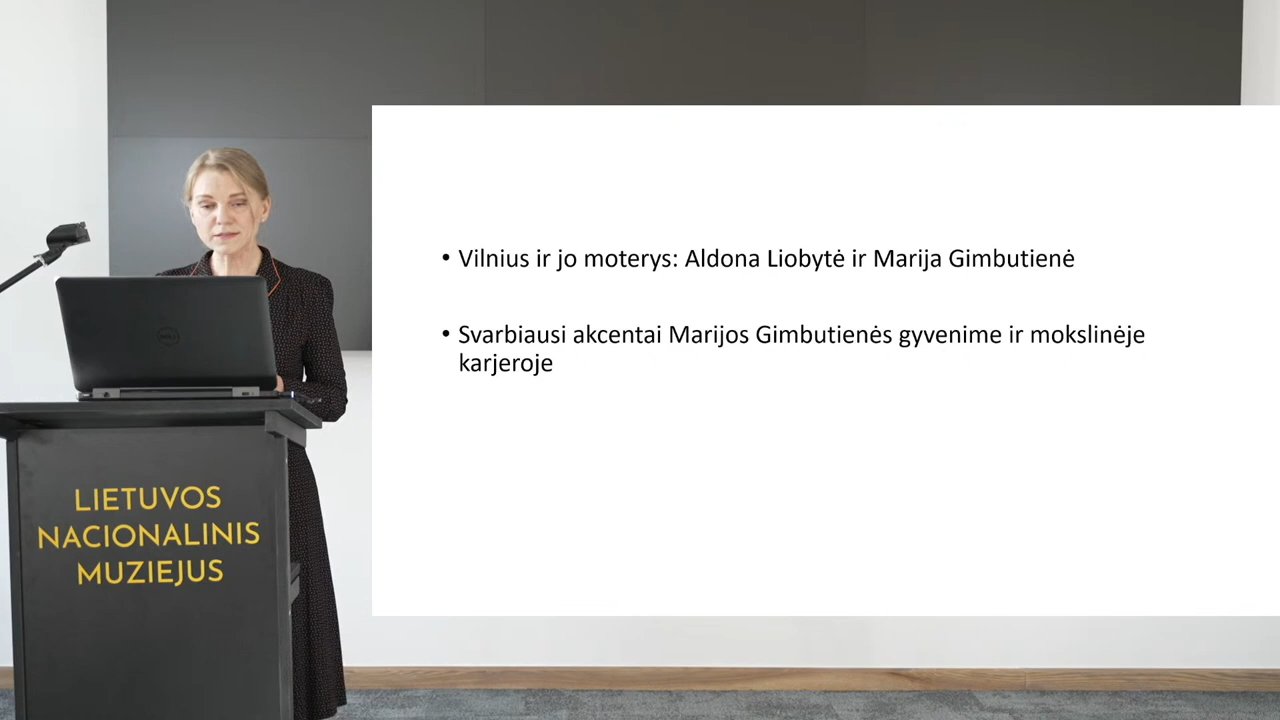 • Vilnius ir jo moterys: Aldona Liobytė ir Marija Gimbutienė
• Svarbiausi akcentai Marijos Gimbutienės gyvenime ir mokslinėje
karjeroje
LIETUVOS
NACIONALINIS
MUZIEJUS